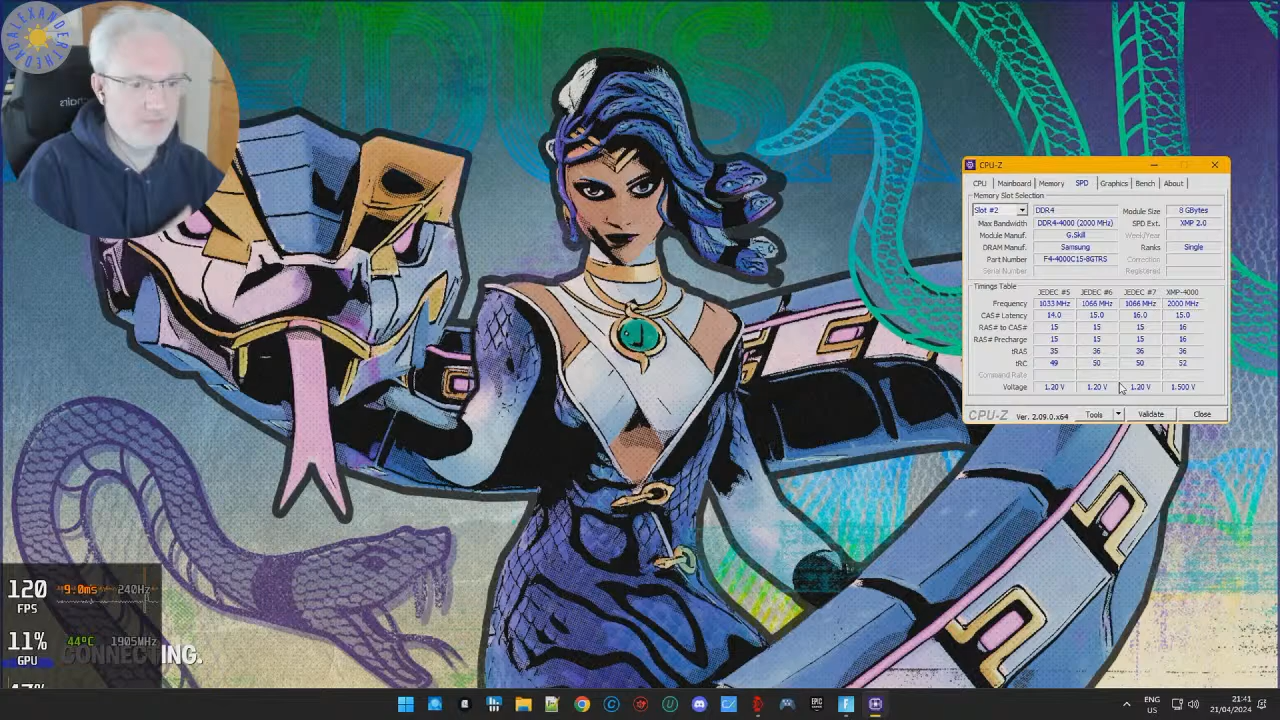 ALEXANDERTHEDAD
EDUSA
CPU-Z
CPU Mainboard Memory SPD Graphics Bench About
Memory Slot Selection
Slot #2 DDR4 Module Size 8 GBytes
Max Bandwidth DDR4-4000 (2000 MHz) SPD Ext. XMP 2.0
Module Manuf. G.Skill Week/Year
DRAM Manuf. Samsung Ranks Single
Part Number F4-4000C15-8GTRS Correction
Serial Number Registered
Timings Table
JEDEC #5 JEDEC #6 JEDEC #7 XMP-4000
Frequency 1033 MHz 1066 MHz 1066 MHz 2000 MHz
CAS# Latency 14.0 15.0 16.0 15.0
RAS# to CAS# 15 15 15 16
RAS# Precharge 15 15 15 16
tRAS 35 36 36 36
tRC 49 50 50 52
Command Rate
Voltage 1.20 V 1.20 V 1.20 V 1.500 V
CPU-Z Ver. 2.09.0.x64 Tools Validate Close
120 9.0ms 240Hz
FPS
11% 44°C 1905MHz
GPU CONNECTING.
EPIC
ENG 21:41
US 21/04/2024